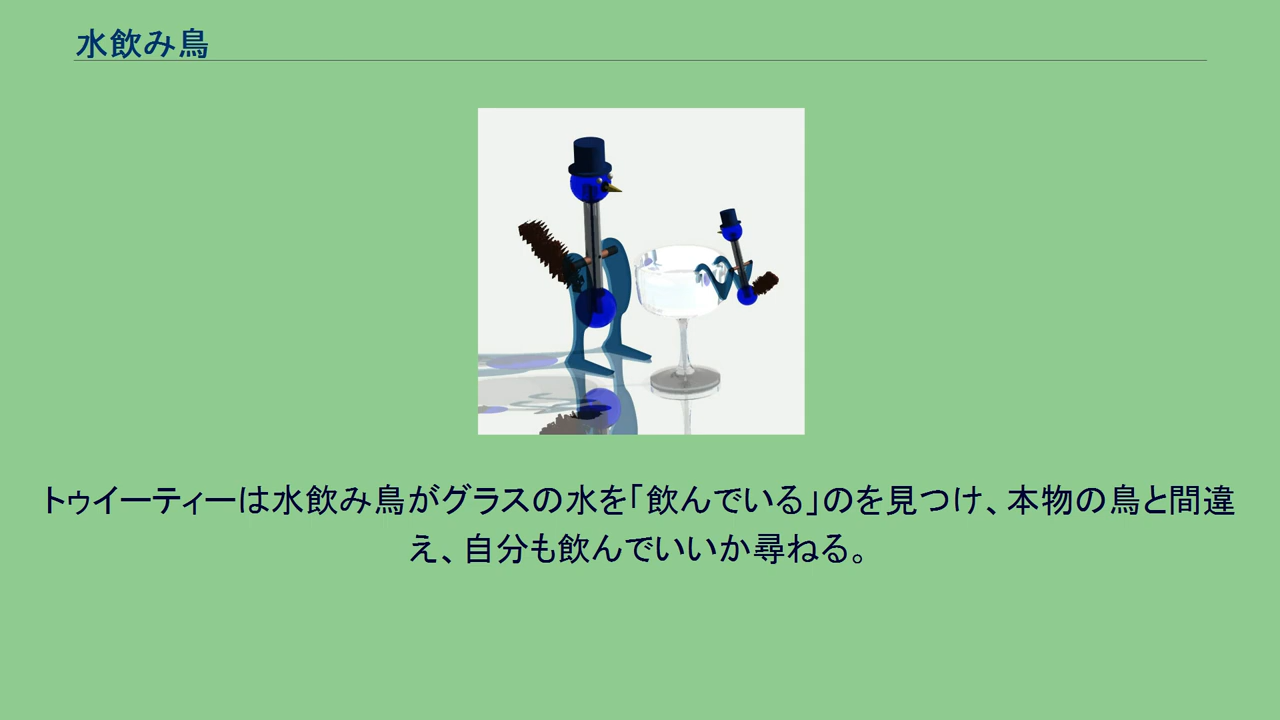 水飲み鳥
トゥイーティーは水飲み鳥がグラスの水を「飲んでいる」のを見つけ、本物の鳥と間違
え、自分も飲んでいいか尋ねる。